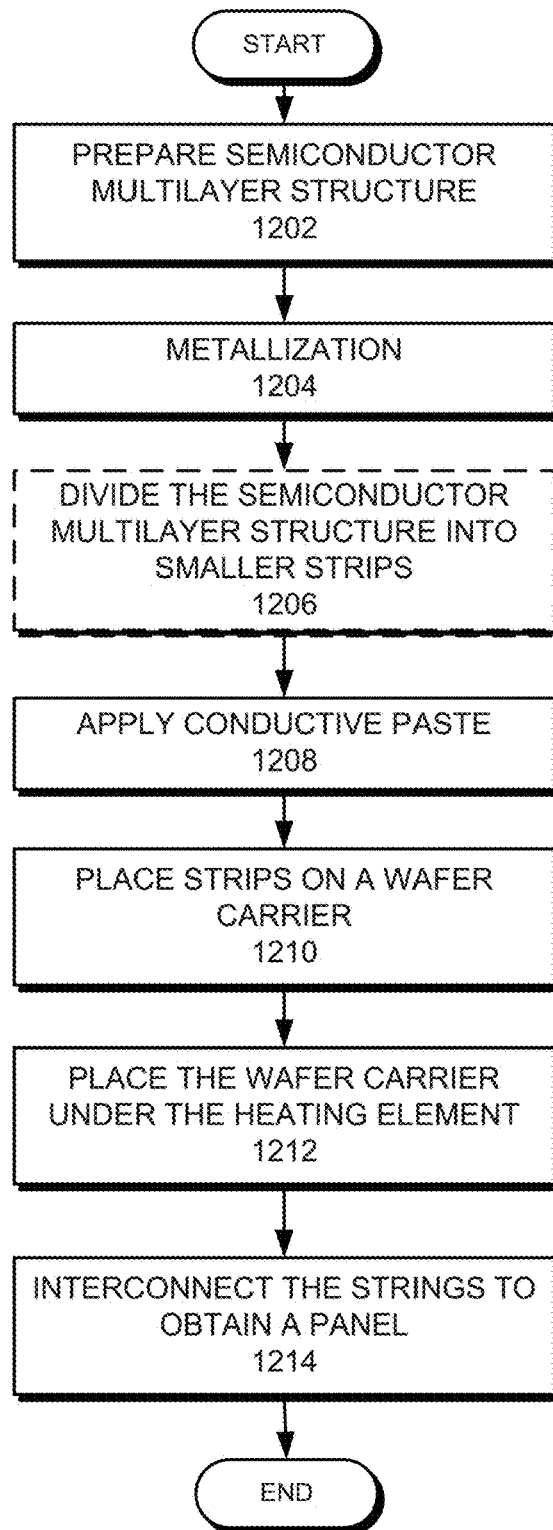 START
PREPARE SEMICONDUCTOR
MULTILAYER STRUCTURE
1202
METALLIZATION
1204
DIVIDE THE SEMICONDUCTOR
MULTILAYER STRUCTURE INTO
SMALLER STRIPS
1206
APPLY CONDUCTIVE PASTE
1208
PLACE STRIPS ON A WAFER
CARRIER
1210
PLACE THE WAFER CARRIER
UNDER THE HEATING ELEMENT
1212
INTERCONNECT THE STRINGS TO
OBTAIN A PANEL
1214
END